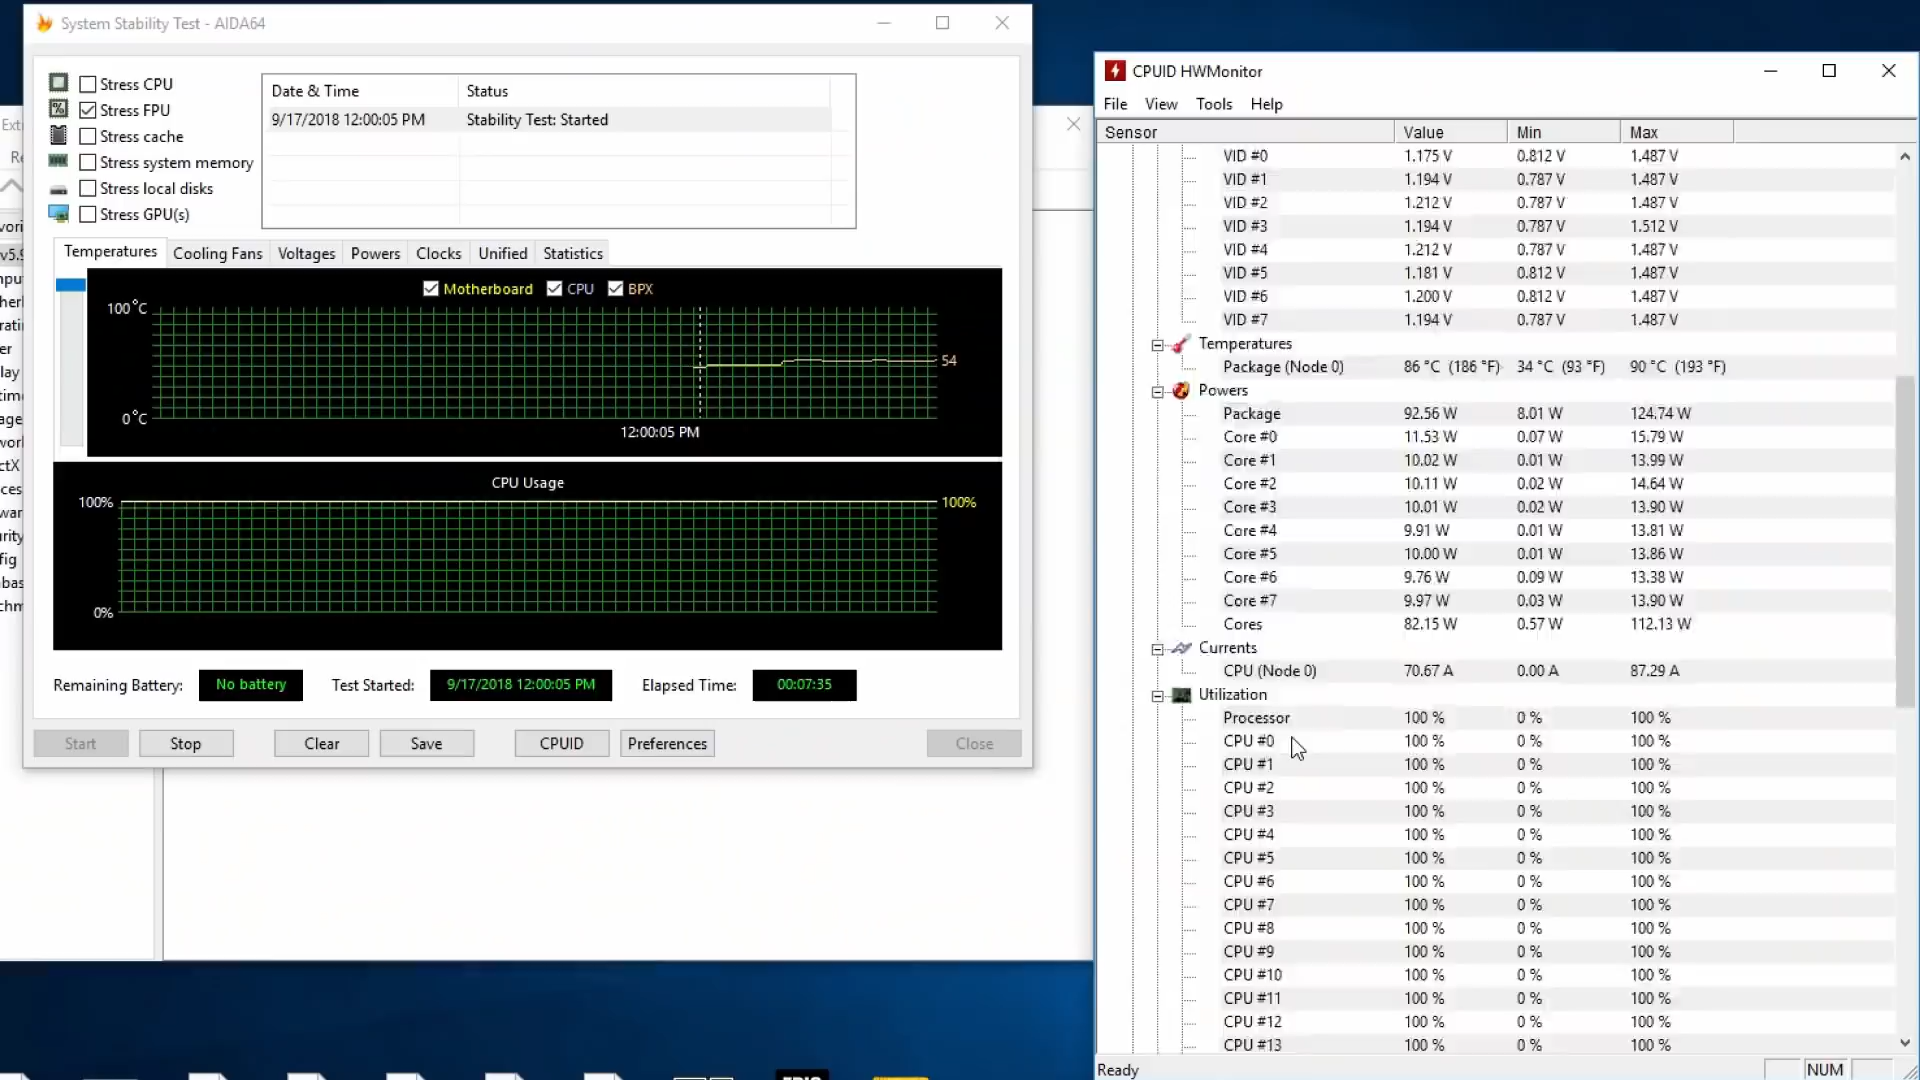 System Stability Test - AIDA64
Stress CPU
Stress FPU
Stress cache
Stress system memory
Stress local disks
Stress GPU(s)
Date & Time Status
9/17/2018 12:00:05 PM Stability Test: Started
Temperatures Cooling Fans Voltages Powers Clocks Unified Statistics
Motherboard CPU BPX
100°C
54
0°C
12:00:05 PM
CPU Usage
100% 100%
0%
Remaining Battery: No battery Test Started: 9/17/2018 12:00:05 PM Elapsed Time: 00:07:35
Start Stop Clear Save CPUID Preferences Close
CPUID HWMonitor
File View Tools Help
Sensor Value Min Max
VID #0 1.175 V 0.812 V 1.487 V
VID #1 1.194 V 0.787 V 1.487 V
VID #2 1.212 V 0.787 V 1.487 V
VID #3 1.194 V 0.787 V 1.512 V
VID #4 1.212 V 0.787 V 1.487 V
VID #5 1.181 V 0.812 V 1.487 V
VID #6 1.200 V 0.812 V 1.487 V
VID #7 1.194 V 0.787 V 1.487 V
Temperatures
Package (Node 0) 86 °C (186 °F) 34 °C (93 °F) 90 °C (193 °F)
Powers
Package 92.56 W 8.01 W 124.74 W
Core #0 11.53 W 0.07 W 15.79 W
Core #1 10.02 W 0.01 W 13.99 W
Core #2 10.11 W 0.02 W 14.64 W
Core #3 10.01 W 0.02 W 13.90 W
Core #4 9.91 W 0.01 W 13.81 W
Core #5 10.00 W 0.01 W 13.86 W
Core #6 9.76 W 0.09 W 13.38 W
Core #7 9.97 W 0.03 W 13.90 W
Cores 82.15 W 0.57 W 112.13 W
Currents
CPU (Node 0) 70.67 A 0.00 A 87.29 A
Utilization
Processor 100 % 0 % 100 %
CPU #0 100 % 0 % 100 %
CPU #1 100 % 0 % 100 %
CPU #2 100 % 0 % 100 %
CPU #3 100 % 0 % 100 %
CPU #4 100 % 0 % 100 %
CPU #5 100 % 0 % 100 %
CPU #6 100 % 0 % 100 %
CPU #7 100 % 0 % 100 %
CPU #8 100 % 0 % 100 %
CPU #9 100 % 0 % 100 %
CPU #10 100 % 0 % 100 %
CPU #11 100 % 0 % 100 %
CPU #12 100 % 0 % 100 %
CPU #13 100 % 0 % 100 %
Ready NUM